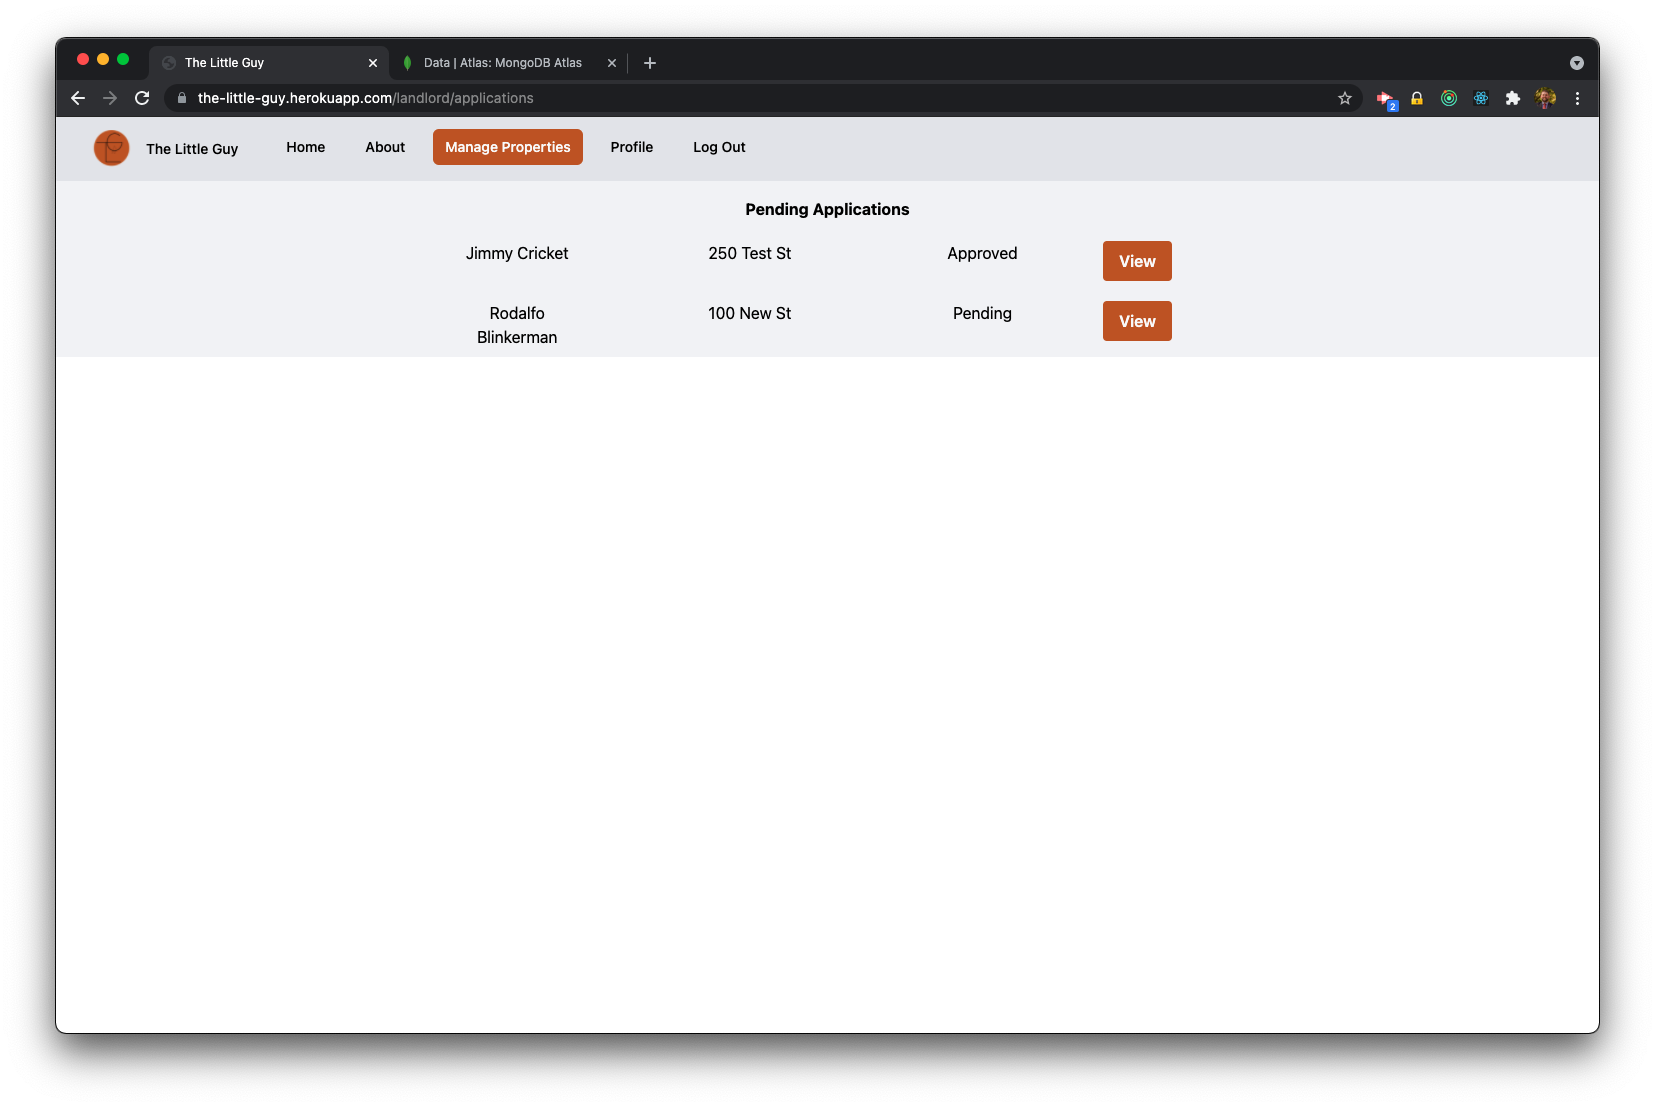 The Little Guy
Data | Atlas: MongoDB Atlas
the-little-guy.herokuapp.com/landlord/applications
2
The Little Guy
Home
About
Manage Properties
Profile
Log Out
Pending Applications
Jimmy Cricket
250 Test St
Approved
View
Rodalfo
Blinkerman
100 New St
Pending
View